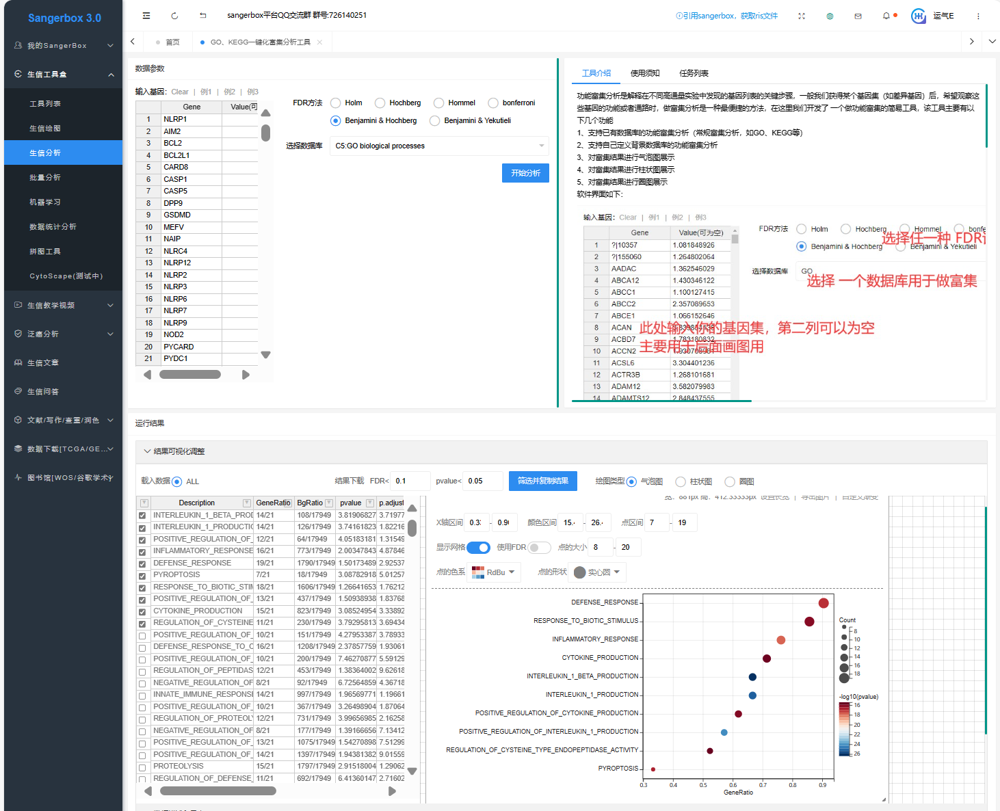 Sangerbox 3.0
sangerbox平台QQ交流群 群号:726140251
引用sangerbox，获取ris文件
运气E
首页
GO、KEGG一键化富集分析工具
我的SangerBox
生信工具盒
工具列表
生信绘图
生信分析
批量分析
机器学习
数据统计分析
拼图工具
CytoScape(测试中)
生信教学视频
泛癌分析
生信文章
生信问答
文献/写作/查重/润色
数据下载[TCGA/GE...
图书馆[WOS/谷歌学术]
数据参数
输入基因： Clear | 例1 | 例2 | 例3
Gene Value(可
1 NLRP1
2 AIM2
3 BCL2
4 BCL2L1
5 CARD8
6 CASP1
7 CASP5
8 DPP9
9 GSDMD
10 MEFV
11 NAIP
12 NLRC4
13 NLRP12
14 NLRP2
15 NLRP3
16 NLRP6
17 NLRP7
18 NLRP9
19 NOD2
20 PYCARD
21 PYDC1
FDR方法 Holm Hochberg Hommel bonferroni
Benjamini & Hochberg Benjamini & Yekutieli
选择数据库 C5:GO biological processes
开始分析
工具介绍 使用须知 任务列表
功能富集分析是解释在不同高通量实验中发现的基因列表的关键步骤，一般我们获得某个基因集（如差异基因）后，希望观察这
些基因的功能或者通路时，做富集分析是一种最便捷的方法，在这里我们开发了 一个做功能富集的简易工具，该工具主要有以
下几个功能
1、支持已有数据库的功能富集分析（常规富集分析，如GO、KEGG等）
2、支持自己定义背景数据库的功能富集分析
3、对富集结果进行气泡图展示
4、对富集结果进行柱状图展示
5、对富集结果进行圈图展示
软件界面如下：
输入基因： Clear | 例1 | 例2 | 例3
Gene Value(可为空)
1 ?|10357 1.081848926
2 ?|155060 1.264802064
3 AADAC 1.362546029
4 ABCA12 1.430346122
5 ABCC1 1.100127415
6 ABCC2 2.357089653
7 ABCE1 1.066152646
8 ACAN
9 ACBD7 1.783180832
10 ACCN2
11 ACSL6 3.304401236
12 ACTR3B 1.268101681
13 ADAM12 3.582079983
14 ADAMTS12 2.848437555
FDR方法 Holm Hochberg Hommel bonfe
Benjamini & Hochberg Benjamini & Yekutieli
选择任一种 FDR
选择数据库 GO
选择 一个数据库用于做富集
此处输入你的基因集，第二列可以为空
主要用于后面画图用
运行结果
结果可视化调整
载入数据 ALL 结果下载 FDR< 0.1 pvalue< 0.05 筛选并复制结果 绘图类型 气泡图 柱状图 圈图
Description GeneRatio BgRatio pvalue p.adjust
INTERLEUKIN_1_BETA_PROD 14/21 108/17949 3.81906827 3.71977
INTERLEUKIN_1_PRODUCTIO 14/21 126/17949 3.74161823 1.82216
POSITIVE_REGULATION_OF_ 12/21 64/17949 4.05183181 1.31549
INFLAMMATORY_RESPONSE 16/21 773/17949 2.00347843 4.87846
DEFENSE_RESPONSE 19/21 1790/17949 1.50173489 2.92537
PYROPTOSIS 7/21 18/17949 3.08782918 5.01257
RESPONSE_TO_BIOTIC_STIM 18/21 1606/17949 1.26641653 1.76212
POSITIVE_REGULATION_OF_ 13/21 437/17949 1.50938938 1.83768
CYTOKINE_PRODUCTION 15/21 823/17949 3.08524954 3.33892
REGULATION_OF_CYSTEINE_ 11/21 230/17949 3.79295813 3.69434
POSITIVE_REGULATION_OF_ 10/21 151/17949 4.27953387 3.78933
DEFENSE_RESPONSE_TO_O 16/21 1208/17949 2.37857759 1.93061
POSITIVE_REGULATION_OF_ 10/21 200/17949 7.46270877 5.59129
REGULATION_OF_PEPTIDAS 12/21 453/17949 1.38364002 9.62618
NEGATIVE_REGULATION_OF 8/21 92/17949 6.72564859 4.36718
INNATE_IMMUNE_RESPONSE 14/21 997/17949 1.96569771 1.19661
POSITIVE_REGULATION_OF_ 10/21 367/17949 3.26498904 1.87064
REGULATION_OF_PROTEOLY 12/21 731/17949 3.99656985 2.16258
NEGATIVE_REGULATION_OF 8/21 177/17949 1.39166656 7.13412
POSITIVE_REGULATION_OF_ 13/21 1075/17949 1.54270898 7.51299
POSITIVE_REGULATION_OF_ 14/21 1397/17949 1.94381382 9.01559
PROTEOLYSIS 15/21 1797/17949 2.91518004 1.29062
REGULATION_OF_DEFENSE_ 11/21 692/17949 6.41360147 2.71602
宽：881px 高：412.33333px 设置长宽 | 导出图片 | 自定义渐变
X轴区间 0.3 - 0.9 颜色区间 15. - 26. 点区间 7 - 19
显示网格 使用FDR 点的大小 8 - 20
点的色系 RdBu 点的形状 实心圆
DEFENSE_RESPONSE
RESPONSE_TO_BIOTIC_STIMULUS
INFLAMMATORY_RESPONSE
CYTOKINE_PRODUCTION
INTERLEUKIN_1_BETA_PRODUCTION
INTERLEUKIN_1_PRODUCTION
POSITIVE_REGULATION_OF_CYTOKINE_PRODUCTION
POSITIVE_REGULATION_OF_INTERLEUKIN_1_PRODUCTION
REGULATION_OF_CYSTEINE_TYPE_ENDOPEPTIDASE_ACTIVITY
PYROPTOSIS
0.3 0.4 0.5 0.6 0.7 0.8 0.9
GeneRatio
Count
8
10
12
14
16
18
-log10(pvalue)
16
18
20
22
24
26